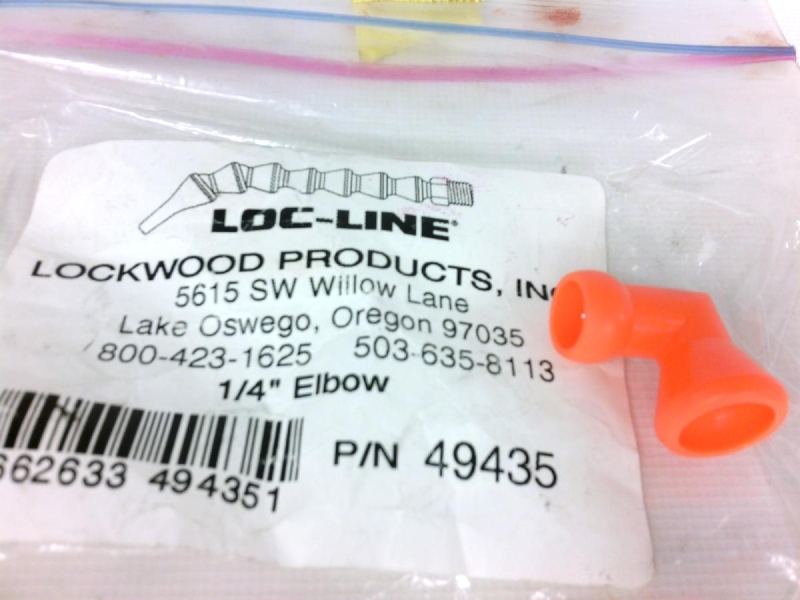 LOC-LINE®
LOCKWOOD PRODUCTS, INC
5615 SW Willow Lane
Lake Oswego, Oregon 97035
800-423-1625 503-635-8113
1/4" Elbow
P/N 49435
662633 494351